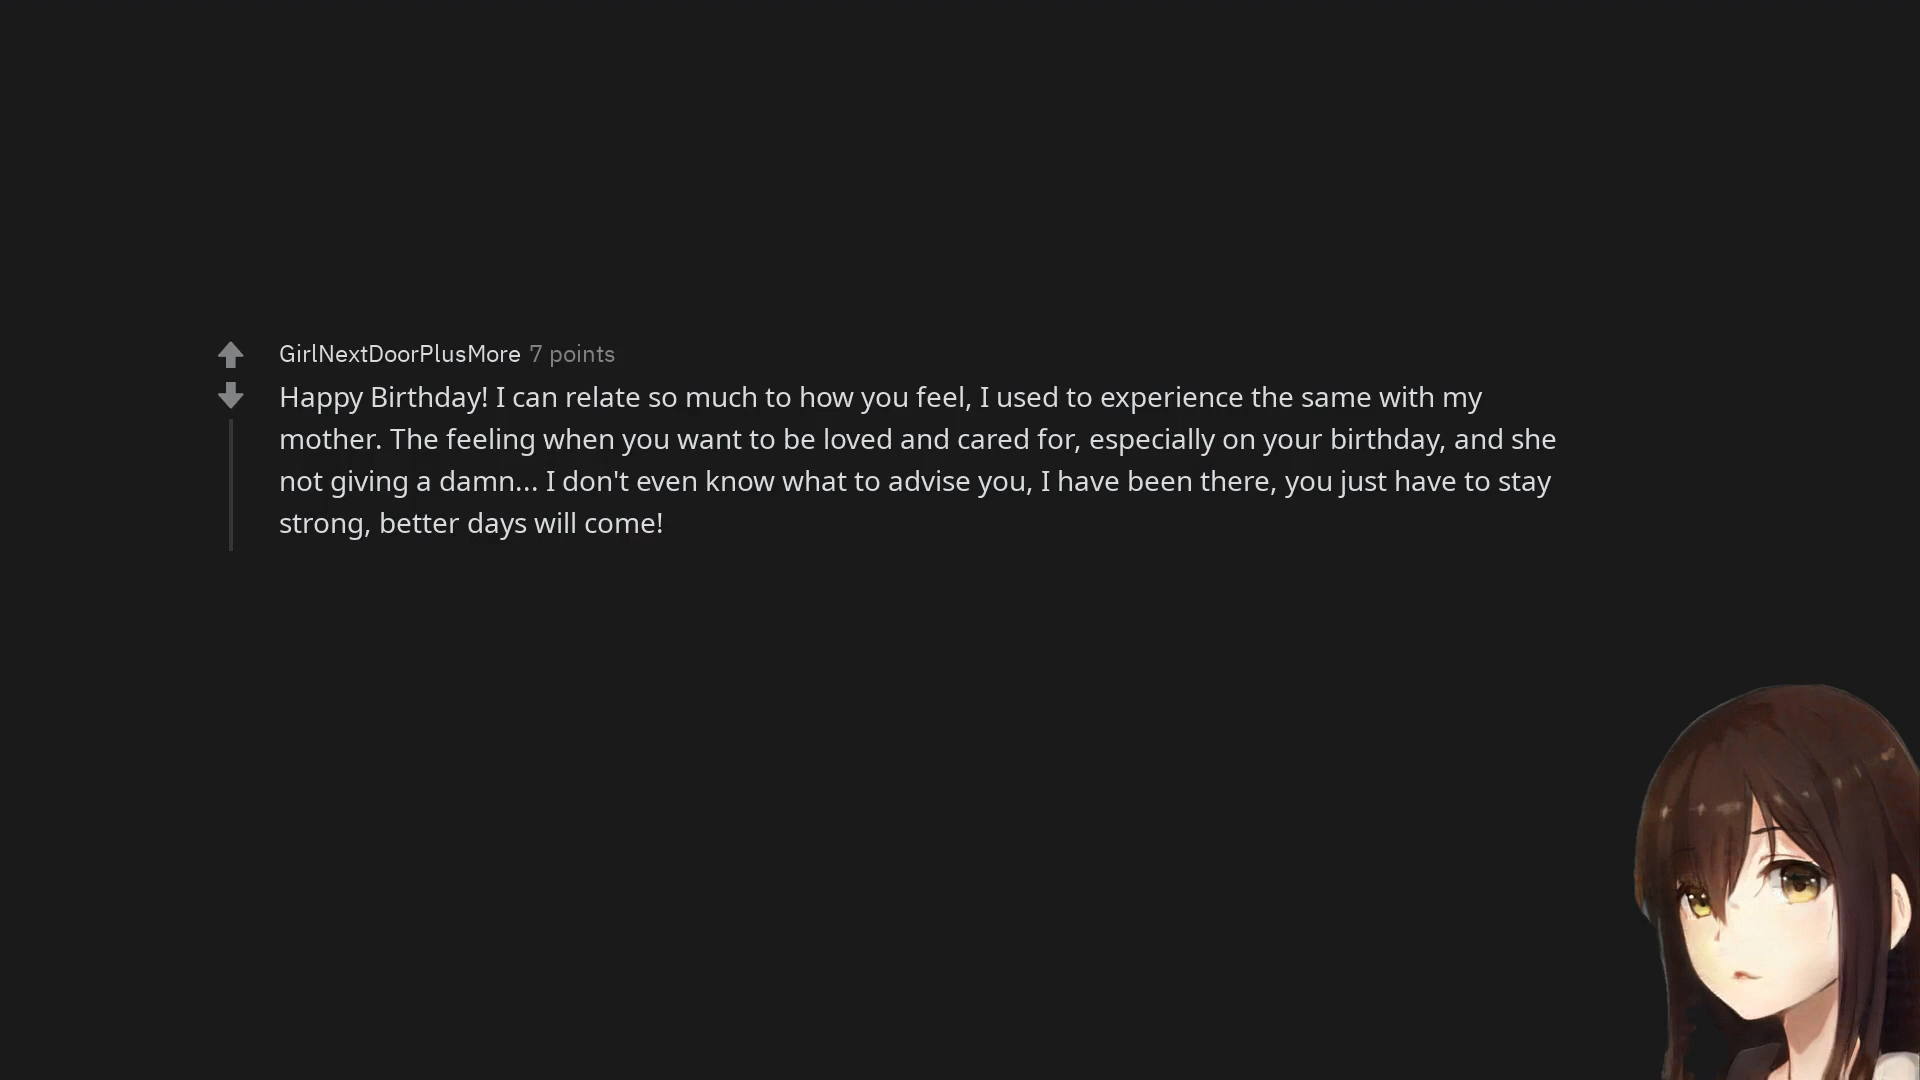 GirlNextDoorPlusMore 7 points
Happy Birthday! I can relate so much to how you feel, I used to experience the same with my
mother. The feeling when you want to be loved and cared for, especially on your birthday, and she
not giving a damn... I don't even know what to advise you, I have been there, you just have to stay
strong, better days will come!